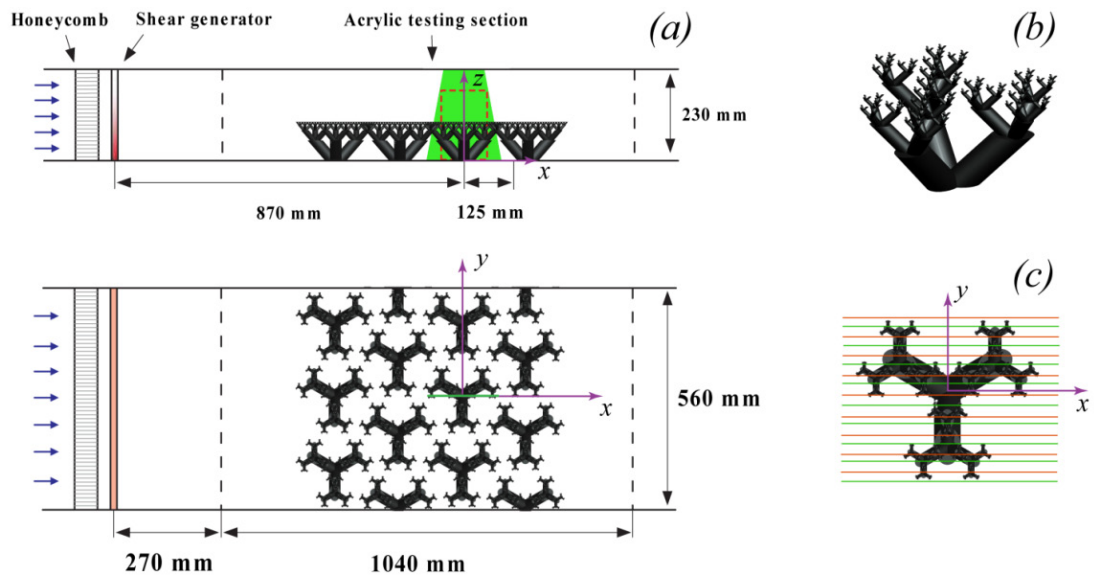 Honeycomb
Shear generator
Acrylic testing section
(a)
(b)
z
230 mm
x
870 mm
125 mm
y
(c)
y
560 mm
x
x
270 mm
1040 mm